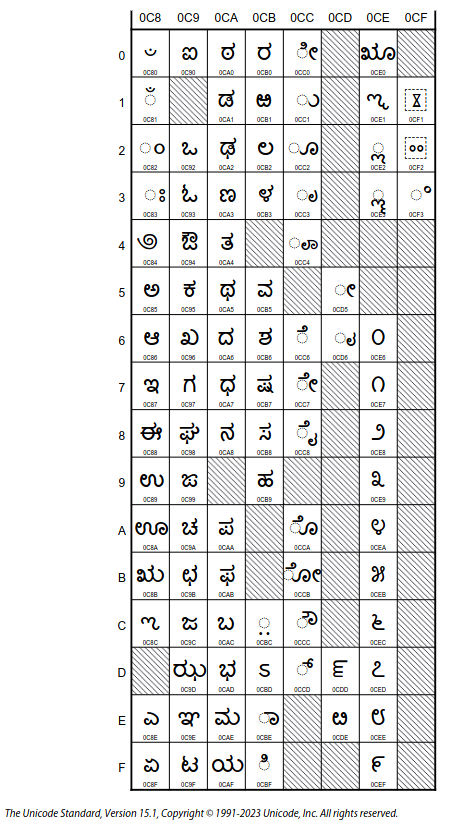 0C8 0C9 0CA 0CB 0CC 0CD 0CE 0CF
0 ಀ ಐ ಠ ರ ೀ ೠ
0C80 0C90 0CA0 0CB0 0CC0 0CE0
1 ಁ ಡ ಱ ು ೡ ೱ
0C81 0CA1 0CB1 0CC1 0CE1 0CF1
2 ಂ ಒ ಢ ಲ ೂ ೢ ೲ
0C82 0C92 0CA2 0CB2 0CC2 0CE2 0CF2
3 ಃ ಓ ಣ ಳ ೃ ೣ ೳ
0C83 0C93 0CA3 0CB3 0CC3 0CE3 0CF3
4 ಄ ಔ ತ ೄ
0C84 0C94 0CA4 0CC4
5 ಅ ಕ ಥ ವ ೕ
0C85 0C95 0CA5 0CB5 0CD5
6 ಆ ಖ ದ ಶ ೆ ೖ ೦
0C86 0C96 0CA6 0CB6 0CC6 0CD6 0CE6
7 ಇ ಗ ಧ ಷ ೇ ೧
0C87 0C97 0CA7 0CB7 0CC7 0CE7
8 ಈ ಘ ನ ಸ ೈ ೨
0C88 0C98 0CA8 0CB8 0CC8 0CE8
9 ಉ ಙ ಹ ೩
0C89 0C99 0CB9 0CE9
A ಊ ಚ ಪ ೊ ೪
0C8A 0C9A 0CAA 0CCA 0CEA
B ಋ ಛ ಫ ೋ ೫
0C8B 0C9B 0CAB 0CCB 0CEB
C ಌ ಜ ಬ ಼ ೌ ೬
0C8C 0C9C 0CAC 0CBC 0CCC 0CEC
D ಝ ಭ ಽ ್ ೝ ೭
0C9D 0CAD 0CBD 0CCD 0CDD 0CED
E ಎ ಞ ಮ ಾ ೞ ೮
0C8E 0C9E 0CAE 0CBE 0CDE 0CEE
F ಏ ಟ ಯ ಿ ೯
0C8F 0C9F 0CAF 0CBF 0CEF
The Unicode Standard, Version 15.1, Copyright © 1991-2023 Unicode, Inc. All rights reserved.